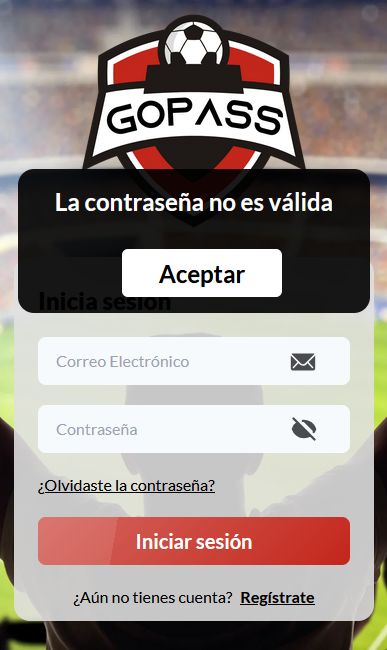 GOPASS
La contraseña no es válida
Aceptar
Inicia sesión
Correo Electrónico
Contraseña
¿Olvidaste la contraseña?
Iniciar sesión
¿Aún no tienes cuenta? Regístrate